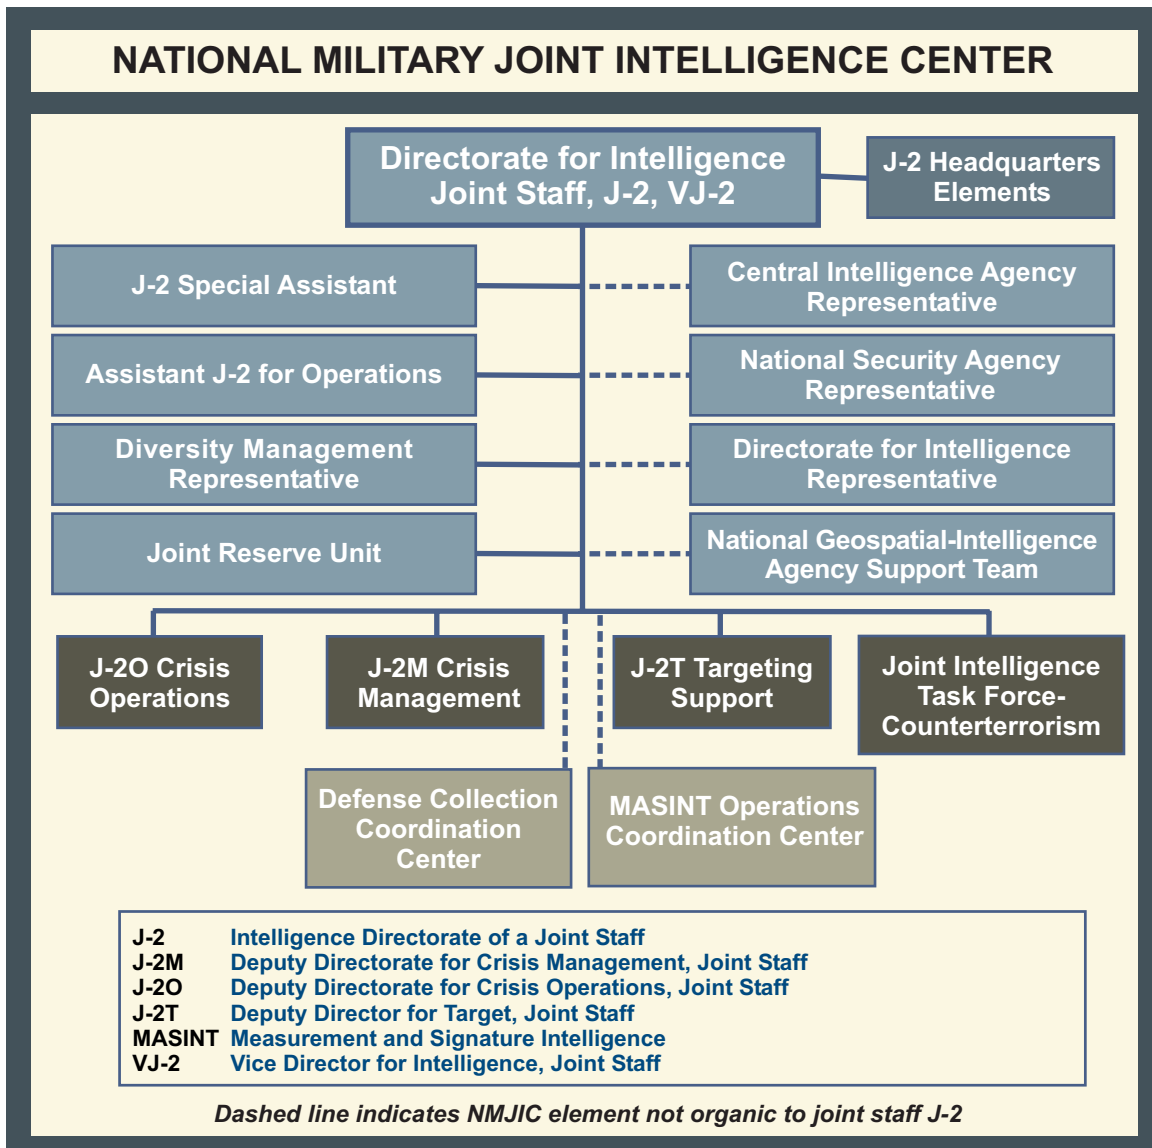 NATIONAL MILITARY JOINT INTELLIGENCE CENTER
Directorate for Intelligence
Joint Staff, J-2, VJ-2
J-2 Headquarters
Elements
J-2 Special Assistant
Central Intelligence Agency
Representative
Assistant J-2 for Operations
National Security Agency
Representative
Diversity Management
Representative
Directorate for Intelligence
Representative
Joint Reserve Unit
National Geospatial-Intelligence
Agency Support Team
J-2O Crisis
Operations
J-2M Crisis
Management
J-2T Targeting
Support
Joint Intelligence
Task Force-
Counterterrorism
Defense Collection
Coordination
Center
MASINT Operations
Coordination Center
J-2 Intelligence Directorate of a Joint Staff
J-2M Deputy Directorate for Crisis Management, Joint Staff
J-2O Deputy Directorate for Crisis Operations, Joint Staff
J-2T Deputy Director for Target, Joint Staff
MASINT Measurement and Signature Intelligence
VJ-2 Vice Director for Intelligence, Joint Staff
Dashed line indicates NMJIC element not organic to joint staff J-2